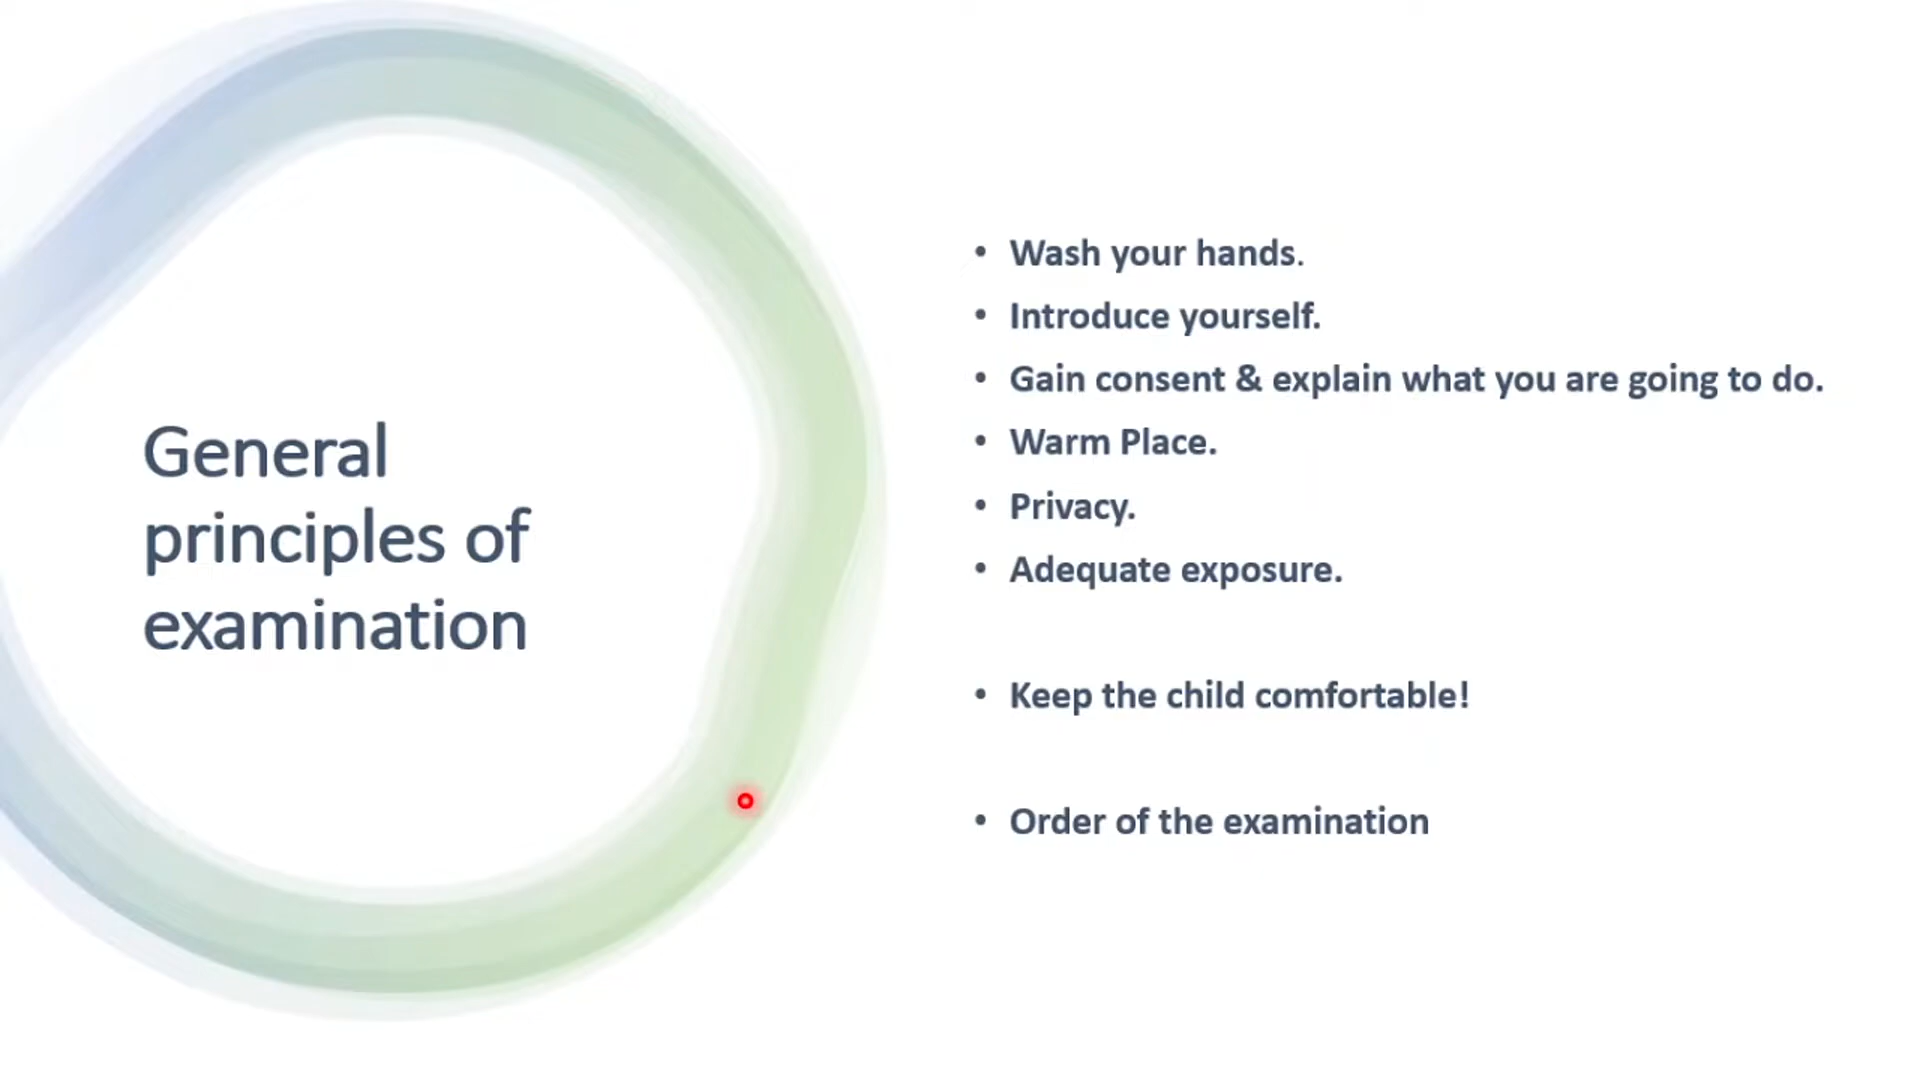 General
principles of
examination
• Wash your hands.
• Introduce yourself.
• Gain consent & explain what you are going to do.
• Warm Place.
• Privacy.
• Adequate exposure.
• Keep the child comfortable!
• Order of the examination